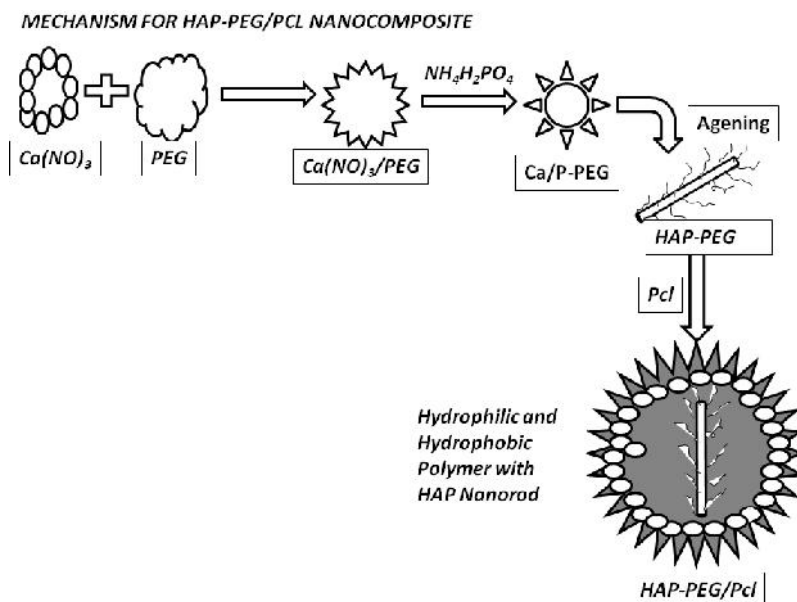 MECHANISM FOR HAP-PEG/PCL NANOCOMPOSITE
Ca(NO)₃
PEG
Ca(NO)₃/PEG
NH₄H₂PO₄
Ca/P-PEG
Agening
HAP-PEG
Pcl
Hydrophilic and
Hydrophobic
Polymer with
HAP Nanorod
HAP-PEG/Pcl